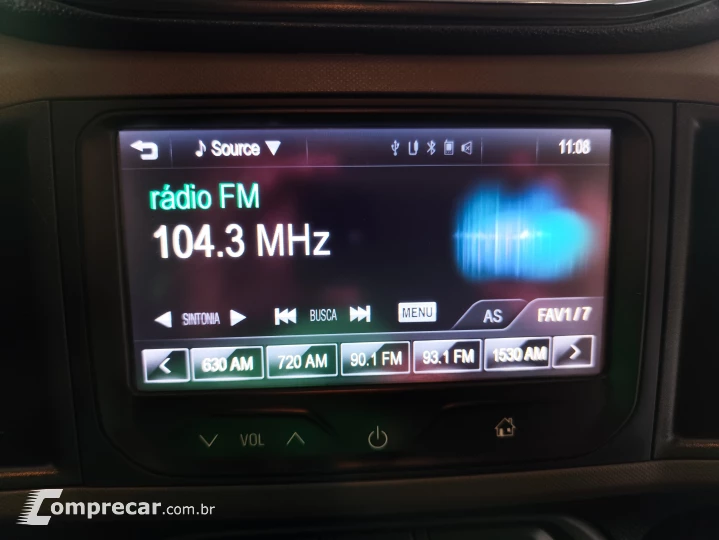 Source
11:08
rádio FM
104.3 MHz
SINTONIA
BUSCA
MENU
AS
FAV1/7
630 AM
720 AM
90.1 FM
93.1 FM
1530 AM
VOL
Comprecar.com.br